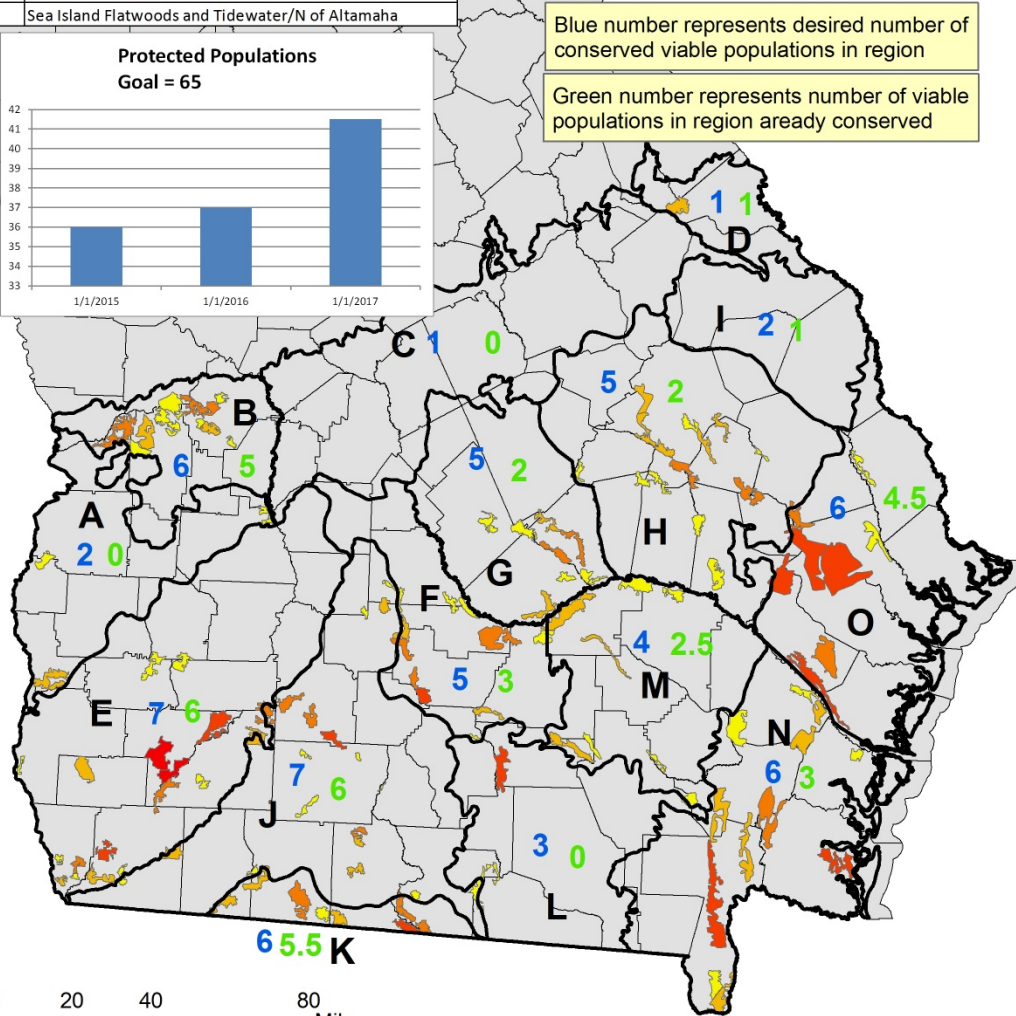 Sea Island Flatwoods and Tidewater/N of Altamaha
Blue number represents desired number of
conserved viable populations in region
Green number represents number of viable
populations in region aready conserved
Protected Populations
Goal = 65
42
41
40
39
38
37
36
35
34
33
1/1/2015
1/1/2016
1/1/2017
1 1
D
I 2 1
C 1 0
5 2
B
6 5
5 2
A
2 0
H
6 4.5
G
F
O
4 2.5
M
5 3
E 7 6
N
6 3
7 6
J
3 0
L
6 5.5 K
20 40 80